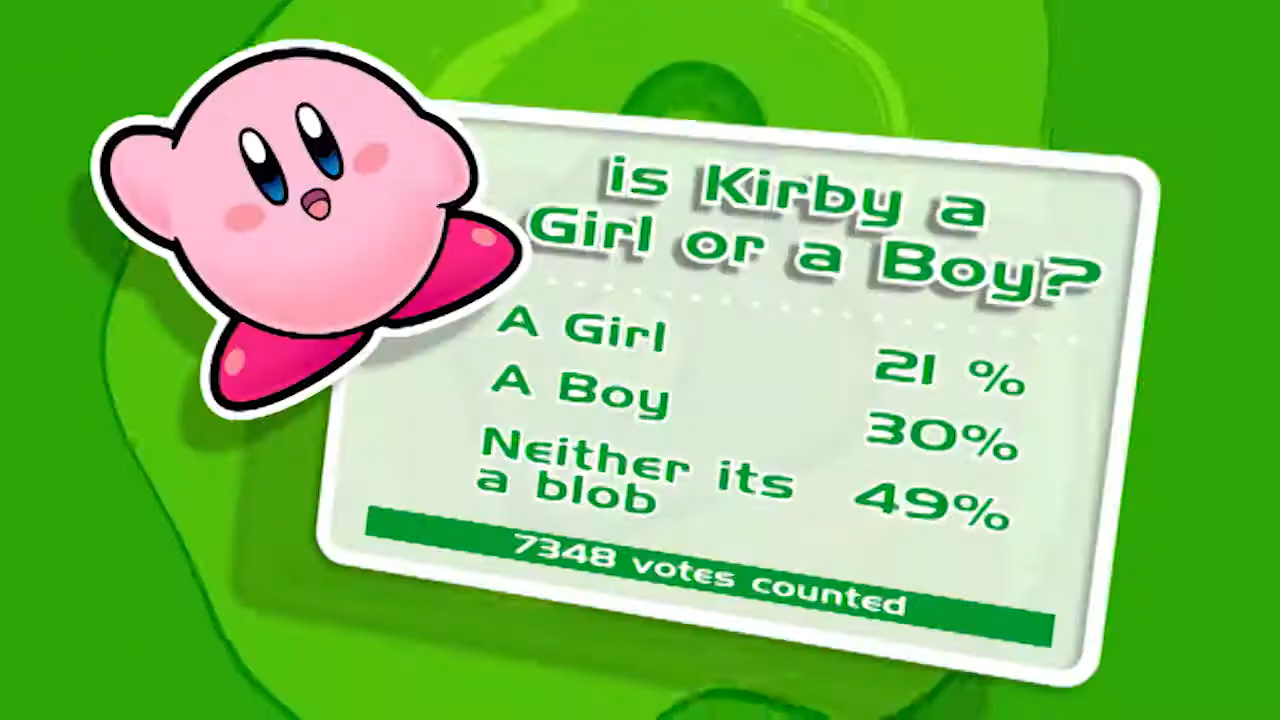 is Kirby a
Girl or a Boy?
A Girl 21 %
A Boy 30%
Neither its
a blob 49%
7348 votes counted